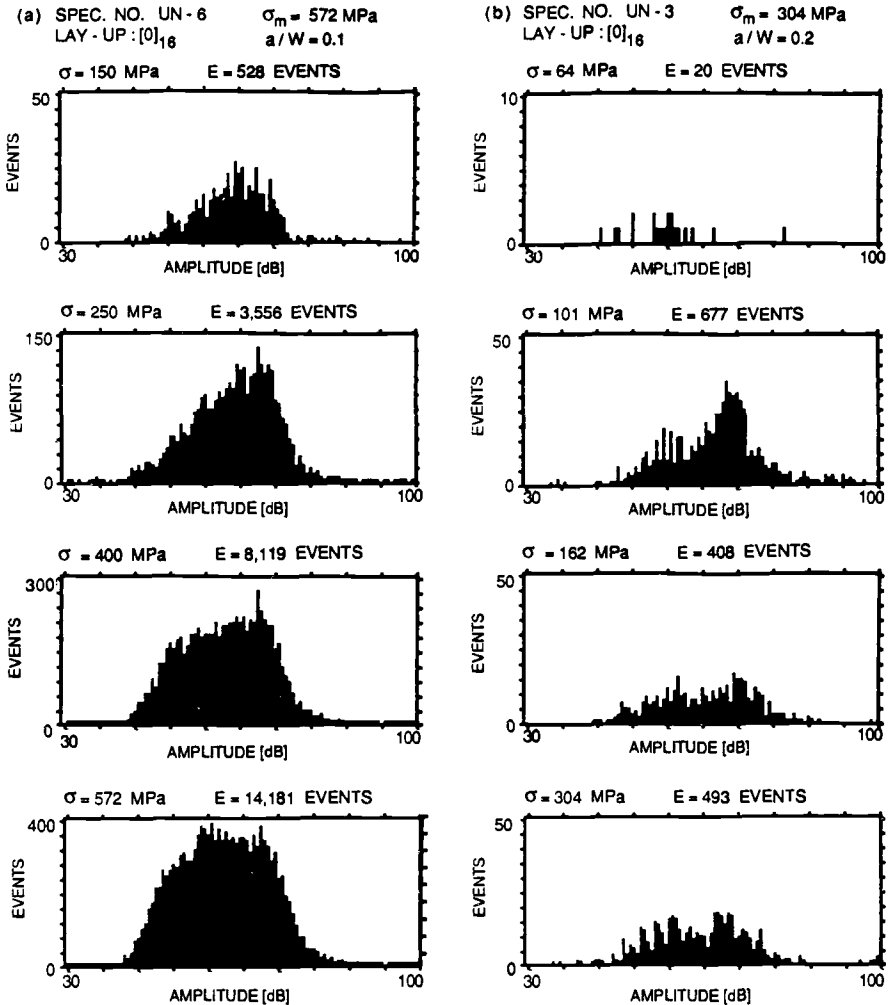 (a) SPEC. NO. UN - 6 σm = 572 MPa
LAY - UP : [0]16 a / W = 0.1
σ = 150 MPa E = 528 EVENTS
50
EVENTS
0
30 100
AMPLITUDE [dB]
σ = 250 MPa E = 3,556 EVENTS
150
EVENTS
0
30 100
AMPLITUDE [dB]
σ = 400 MPa E = 8,119 EVENTS
300
EVENTS
0
30 100
AMPLITUDE [dB]
σ = 572 MPa E = 14,181 EVENTS
400
EVENTS
0
30 100
AMPLITUDE [dB]
(b) SPEC. NO. UN - 3 σm = 304 MPa
LAY - UP : [0]16 a / W = 0.2
σ = 64 MPa E = 20 EVENTS
10
EVENTS
0
30 100
AMPLITUDE [dB]
σ = 101 MPa E = 677 EVENTS
50
EVENTS
0
30 100
AMPLITUDE [dB]
σ = 162 MPa E = 408 EVENTS
50
EVENTS
0
30 100
AMPLITUDE [dB]
σ = 304 MPa E = 493 EVENTS
50
EVENTS
0
30 100
AMPLITUDE [dB]